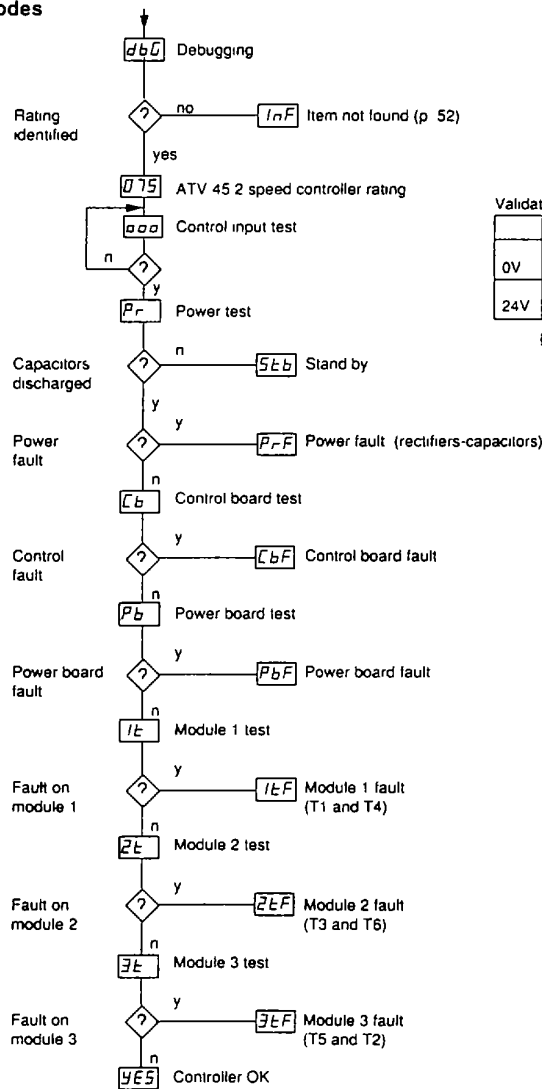 odes
dbG Debugging
Rating identified
?
no
InF Item not found (p 52)
yes
075 ATV 45 2 speed controller rating
ooo Control input test
n
?
y
Validat
0V
24V
Pr Power test
Capacitors discharged
?
n
Stb Stand by
y
Power fault
?
y
PrF Power fault (rectifiers-capacitors)
n
Cb Control board test
Control fault
?
y
CbF Control board fault
n
Pb Power board test
Power board fault
?
y
PbF Power board fault
n
1t Module 1 test
Fault on module 1
?
y
1tF Module 1 fault
(T1 and T4)
n
2t Module 2 test
Fault on module 2
?
y
2tF Module 2 fault
(T3 and T6)
n
3t Module 3 test
Fault on module 3
?
y
3tF Module 3 fault
(T5 and T2)
n
YES Controller OK